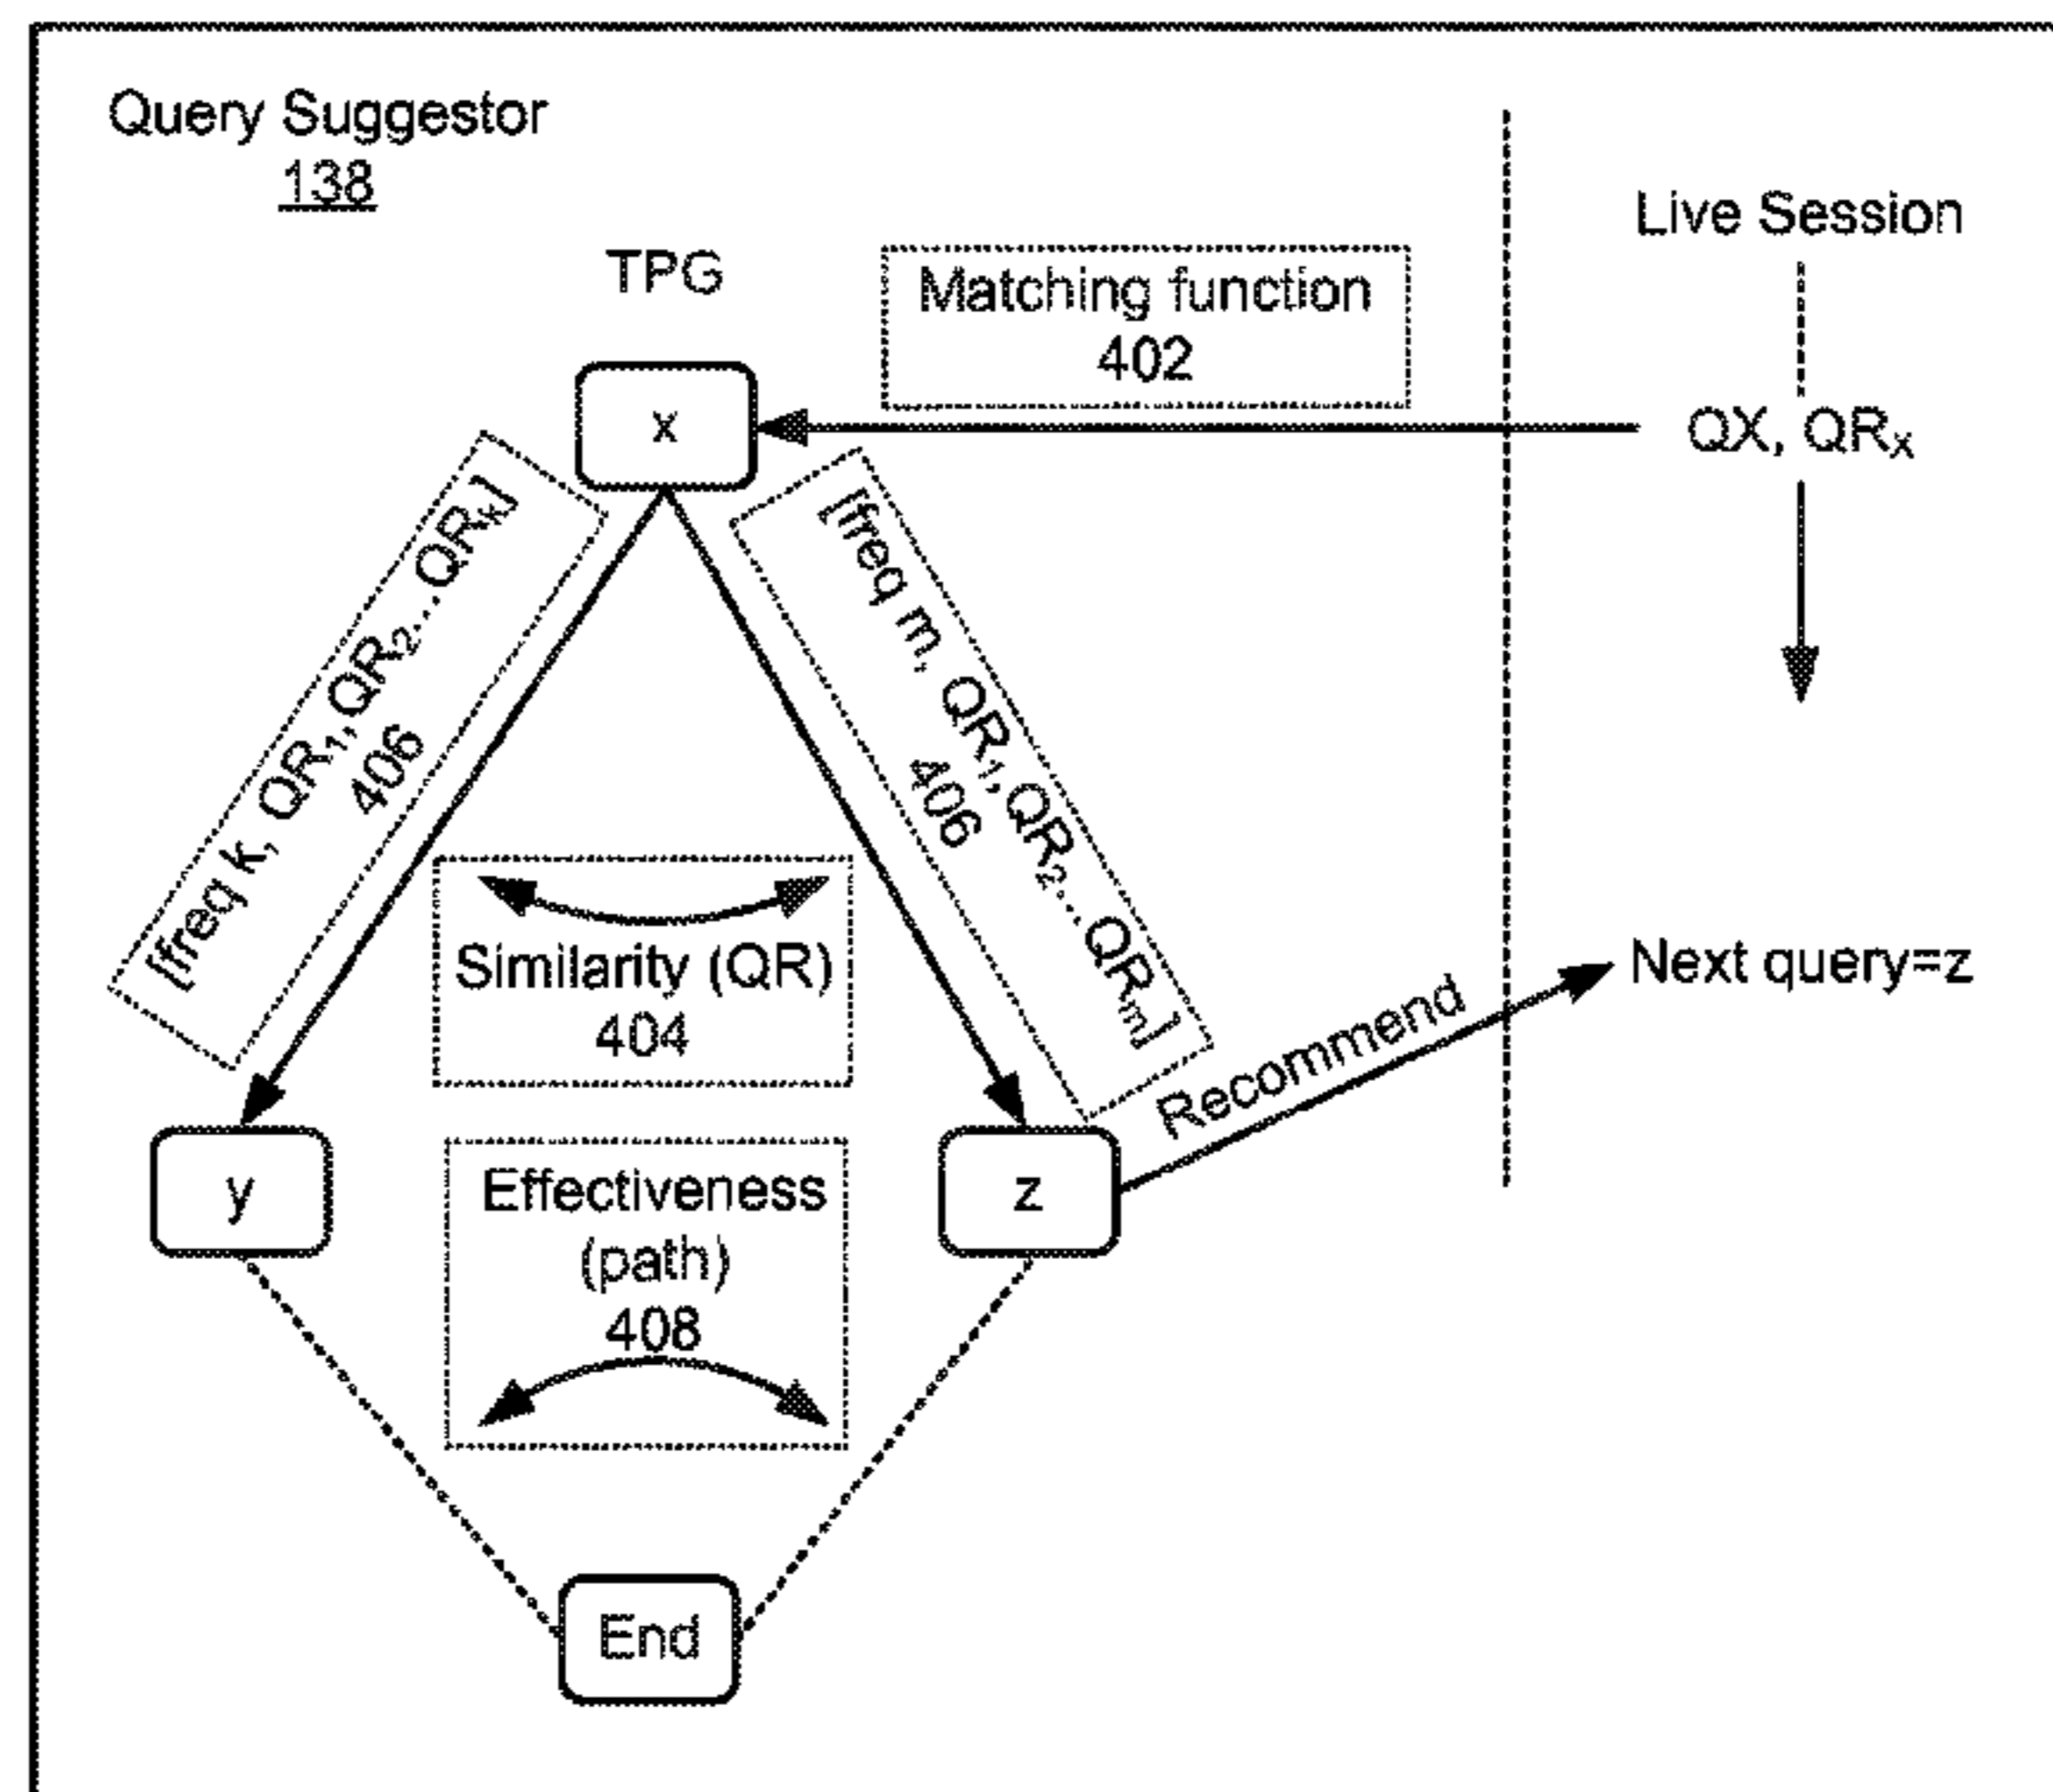 Query Suggestor
138
TPG
Matching function
402
Live Session
x
QX, QRₓ
[freq k, QR₁, QR₂...QRₖ]
406
[freq m, QR₁, QR₂...QRₘ]
406
Similarity (QR)
404
Next query=z
Recommend
y
Effectiveness
(path)
408
z
End